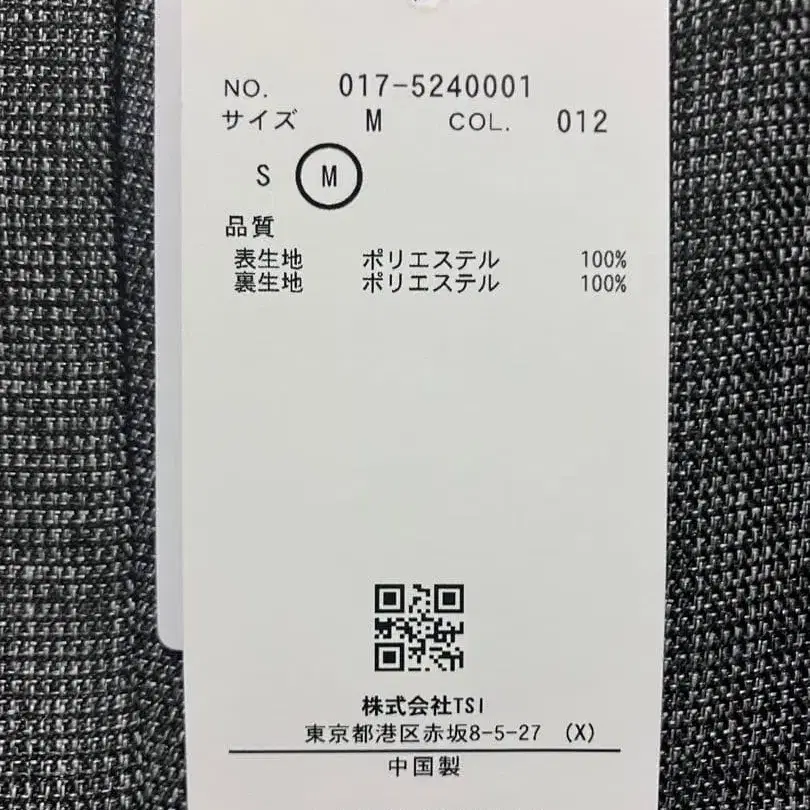 NO. 017-5240001
サイズ M COL. 012
S M
品質
表生地 ポリエステル 100%
裏生地 ポリエステル 100%
株式会社TSI
東京都港区赤坂8-5-27 (X)
中国製